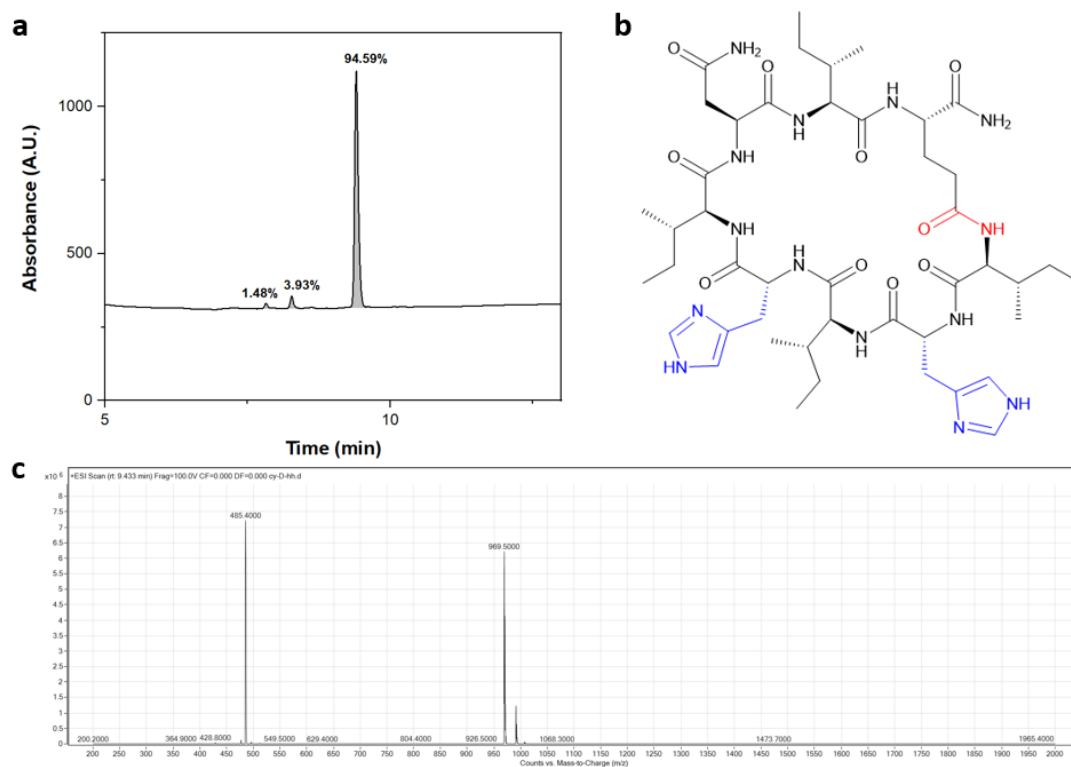 a
94.59%
1000
Absorbance (A.U.)
500
1.48%
3.93%
0
5
10
Time (min)
b
O
NH2
O
H
N
O
NH2
N
H
O
O
O
NH
O
NH
O
NH
O
H
N
O
O
O
N
HN
N
H
NH
NH
N
c
+ESI Scan (rt: 9.433 min) Frag=100.0V CF=0.000 DF=0.000 cy-D-hh.d
x10 6
8
7.5
7
6.5
6
5.5
5
4.5
4
3.5
3
2.5
2
1.5
1
0.5
0
485.4000
969.5000
200.2000
364.9000
428.8000
549.5000
629.4000
804.4000
926.5000
1068.3000
1473.7000
1965.4000
200 250 300 350 400 450 500 550 600 650 700 750 800 850 900 950 1000 1050 1100 1150 1200 1250 1300 1350 1400 1450 1500 1550 1600 1650 1700 1750 1800 1850 1900 1950 2000
Counts vs. Mass-to-Charge (m/z)